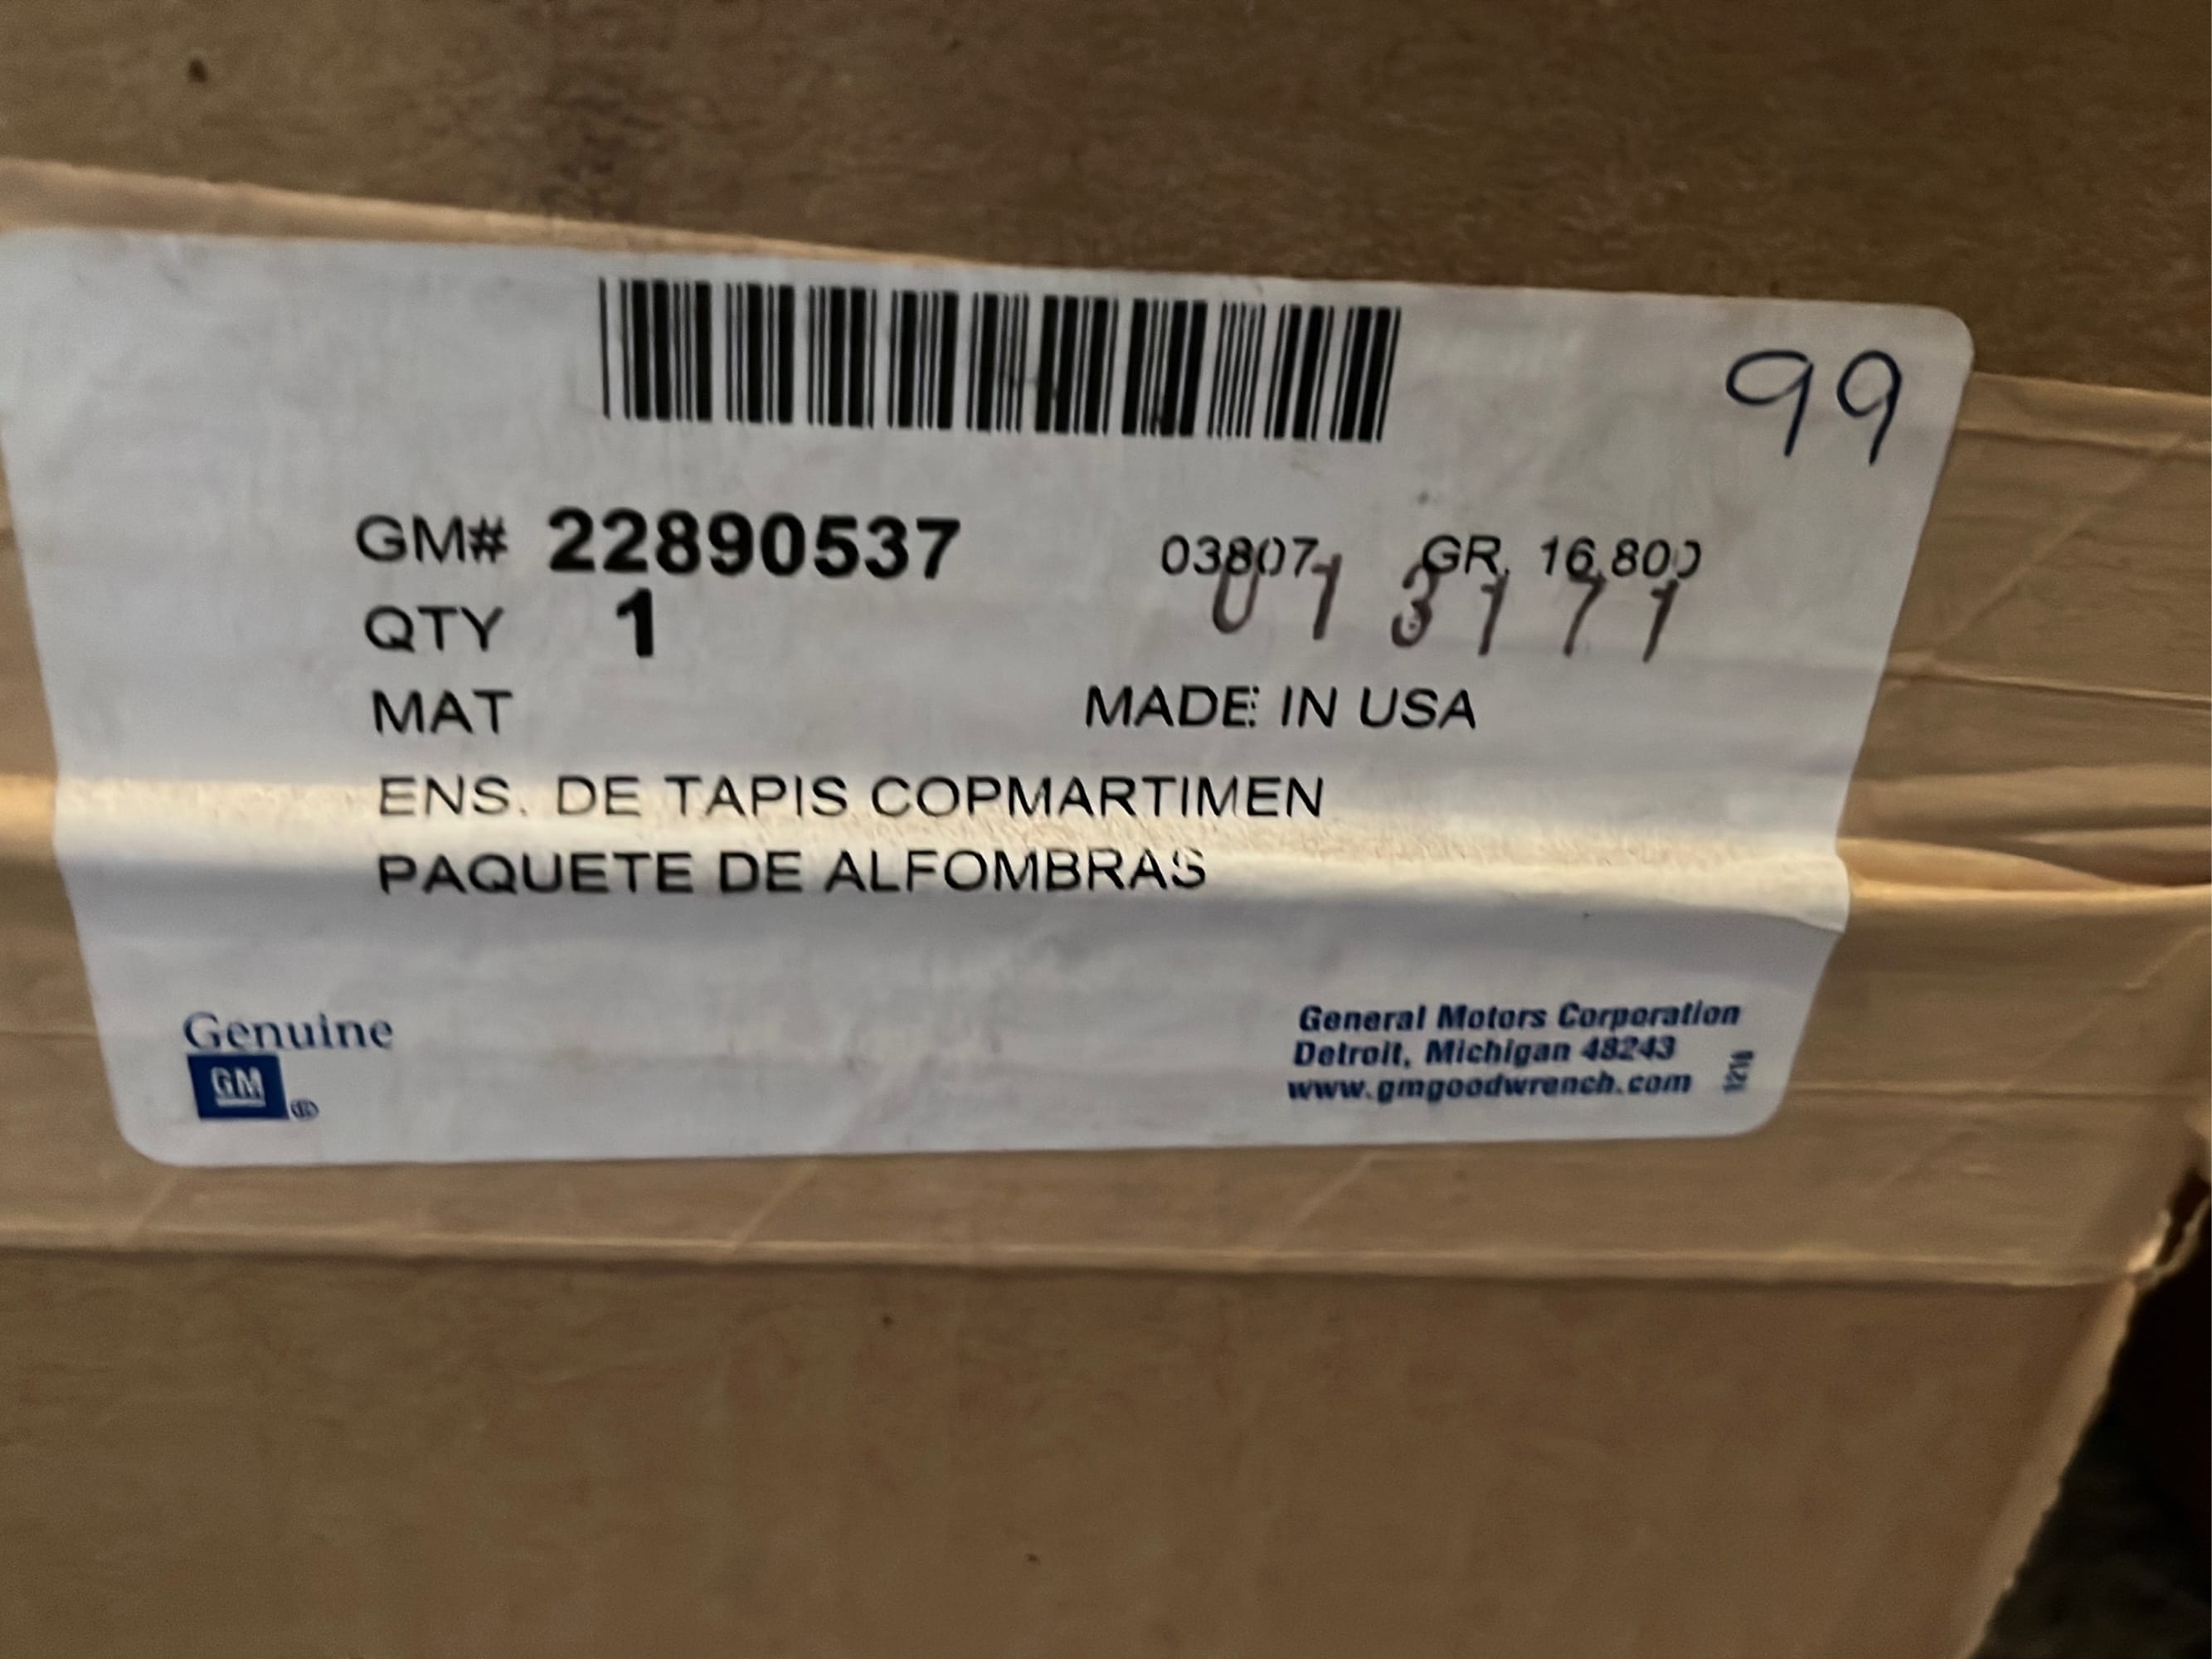 99
GM# 22890537 03807 GR. 16.800
QTY 1
013171
MAT MADE IN USA
ENS. DE TAPIS COPMARTIMEN
PAQUETE DE ALFOMBRAS
Genuine
GM ®
General Motors Corporation
Detroit, Michigan 48243
www.gmgoodwrench.com